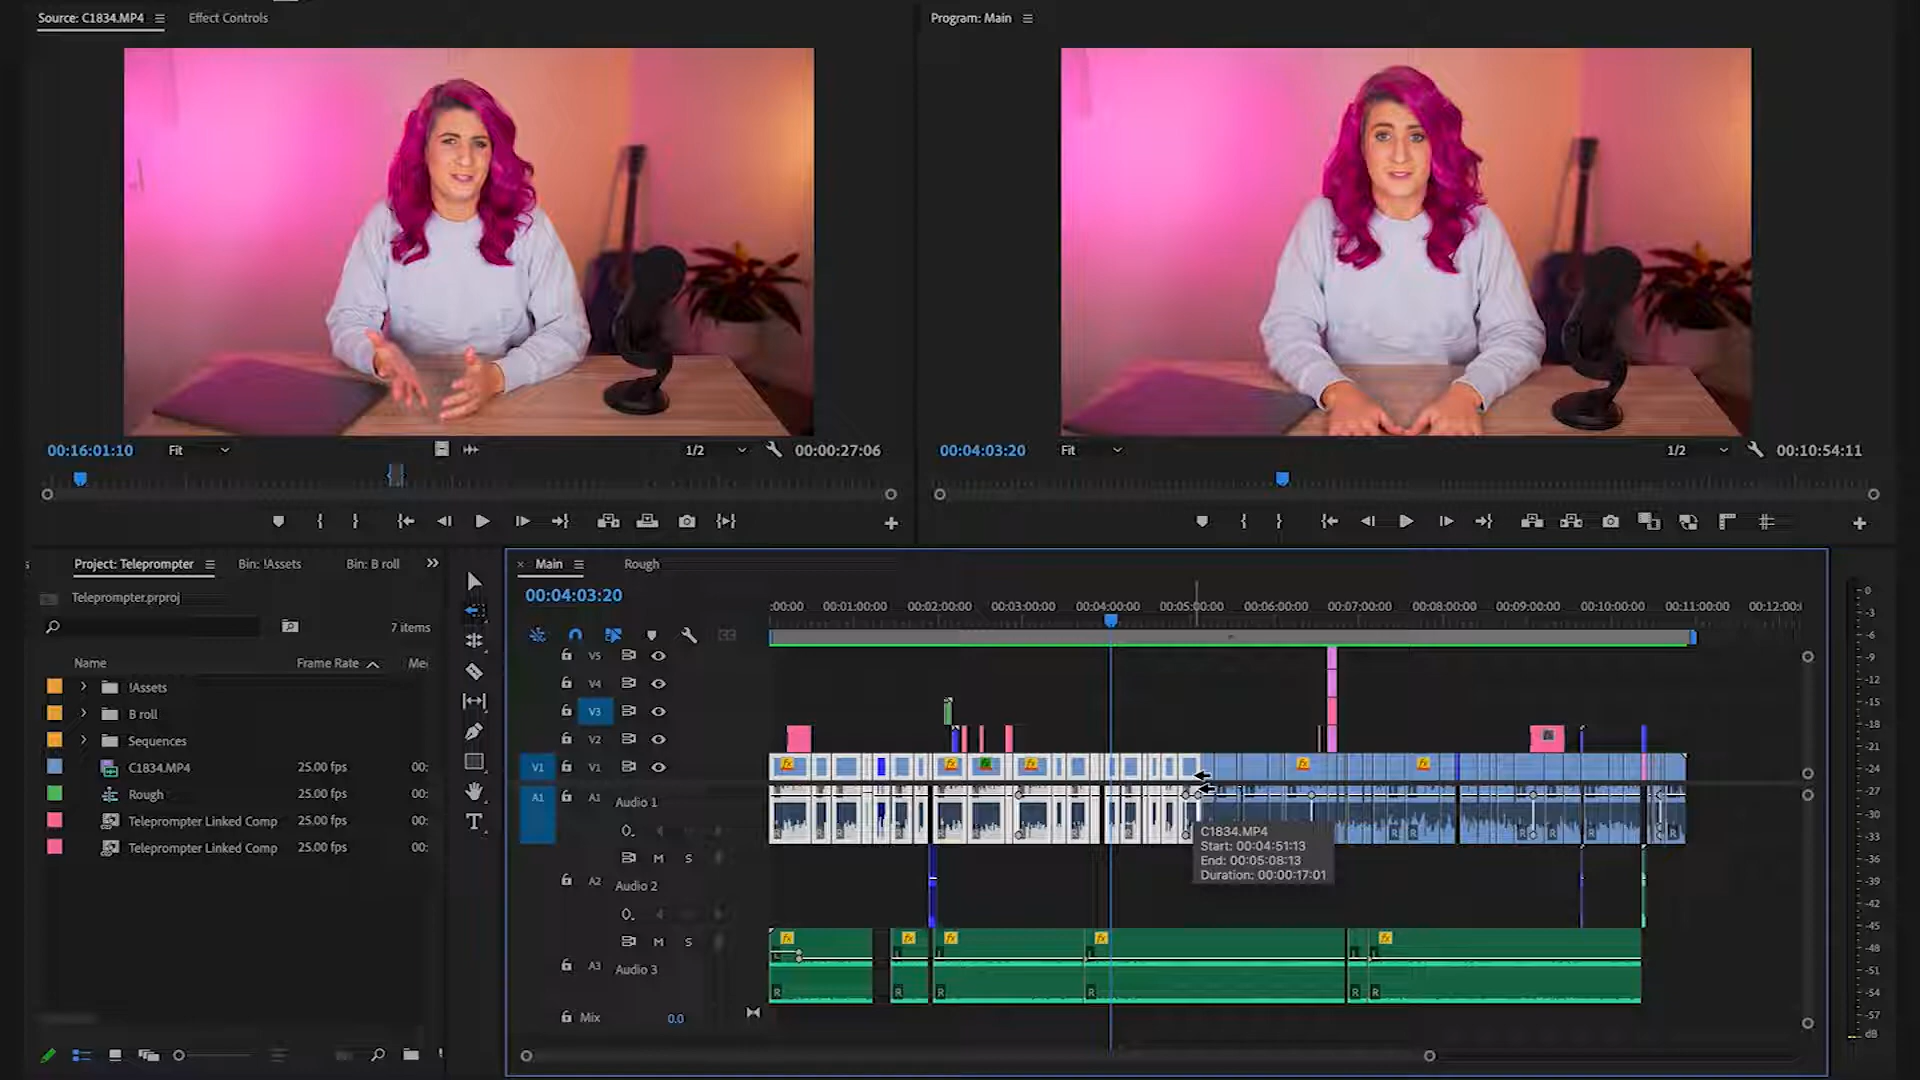 Source: C1834.MP4
Effect Controls
Program: Main
00:16:01:10
Fit
1/2
00:00:27:06
00:04:03:20
Fit
1/2
00:10:54:11
Project: Teleprompter
Bin: !Assets
Bin: B roll
Main
Rough
Teleprompter.prproj
7 items
00:04:03:20
Name
Frame Rate
:00:00
00:01:00:00
00:02:00:00
00:03:00:00
00:04:00:00
00:05:00:00
00:06:00:00
00:07:00:00
00:08:00:00
00:09:00:00
00:10:00:00
00:11:00:00
00:12:00:0
!Assets
B roll
Sequences
C1834.MP4
25.00 fps
00:
Rough
25.00 fps
00:
Teleprompter Linked Comp
25.00 fps
00:
Teleprompter Linked Comp
25.00 fps
00:
V5
V4
V3
V2
V1
V1
A1
A1
Audio 1
M
S
A2
Audio 2
M
S
A3
Audio 3
Mix
0.0
C1834.MP4
Start: 00:04:51:13
End: 00:05:08:13
Duration: 00:00:17:01
0
-3
-6
-9
-12
-15
-18
-21
-24
-27
-30
-33
-36
-39
-42
-45
-48
-51
-54
-57
dB